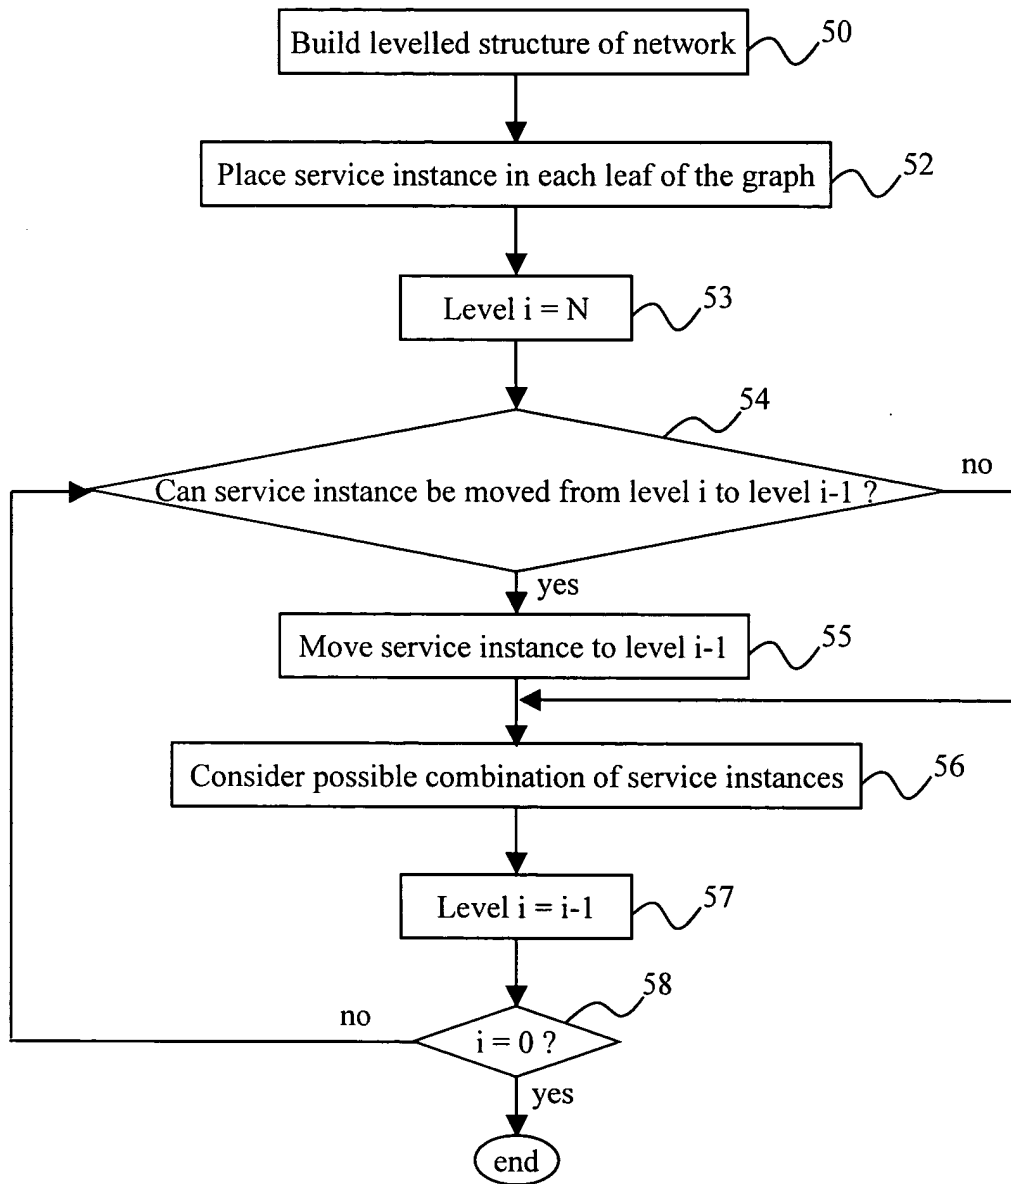 Build levelled structure of network
50
Place service instance in each leaf of the graph
52
Level i = N
53
54
Can service instance be moved from level i to level i-1 ?
no
yes
Move service instance to level i-1
55
Consider possible combination of service instances
56
Level i = i-1
57
58
i = 0 ?
no
yes
end